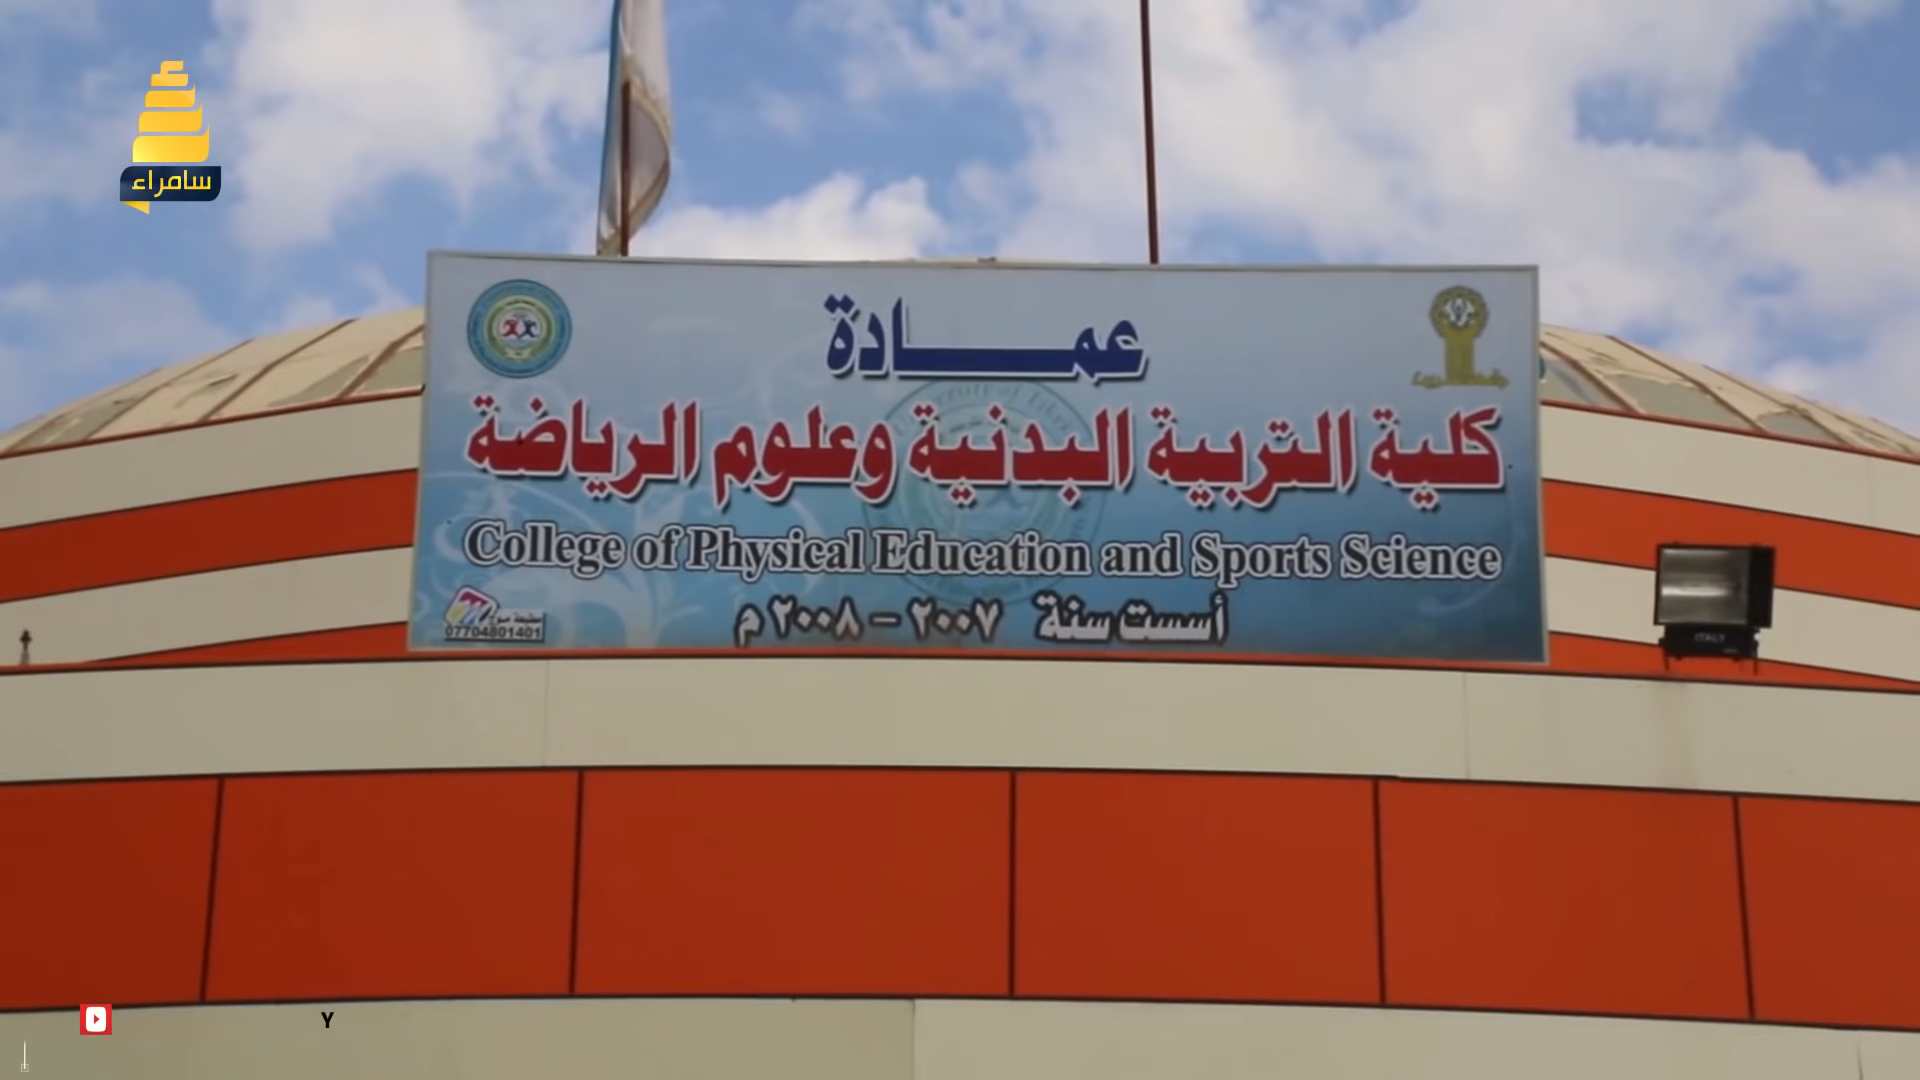 سامراء
عمادة
كلية التربية البدنية وعلوم الرياضة
College of Physical Education and Sports Science
أسست سنة ٢٠٠٧ - ٢٠٠٨ م
07704801401
ITALY
Y